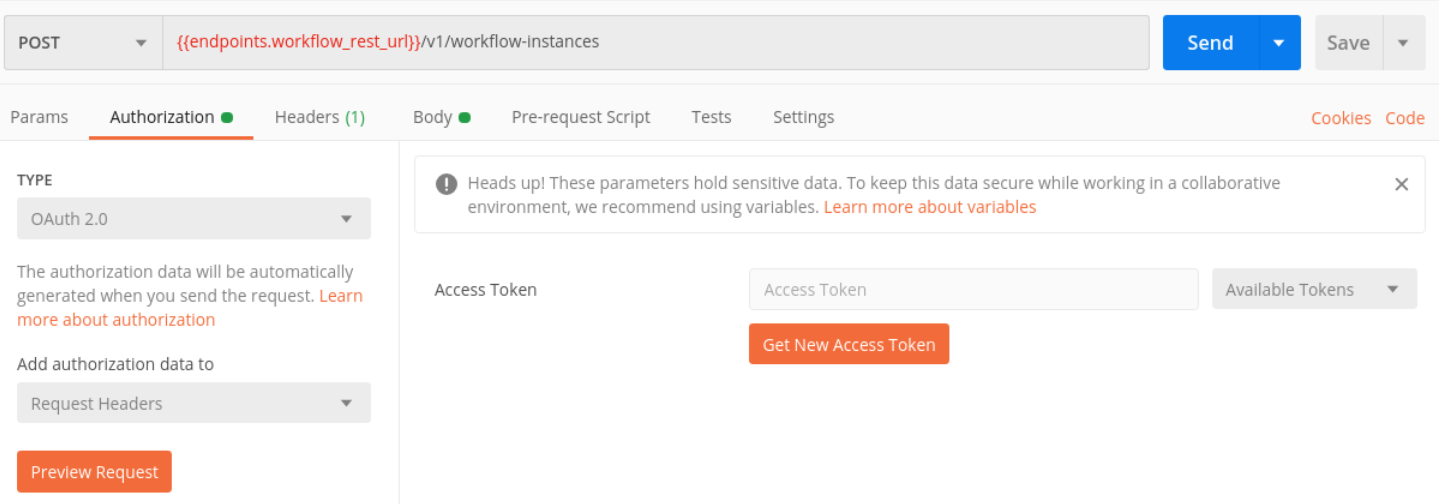 POST
{{endpoints.workflow_rest_url}}/v1/workflow-instances
Send
Save
Params
Authorization
Headers (1)
Body
Pre-request Script
Tests
Settings
Cookies
Code
TYPE
OAuth 2.0
The authorization data will be automatically
generated when you send the request. Learn
more about authorization
Add authorization data to
Request Headers
Preview Request
Heads up! These parameters hold sensitive data. To keep this data secure while working in a collaborative
environment, we recommend using variables. Learn more about variables
Access Token
Access Token
Available Tokens
Get New Access Token